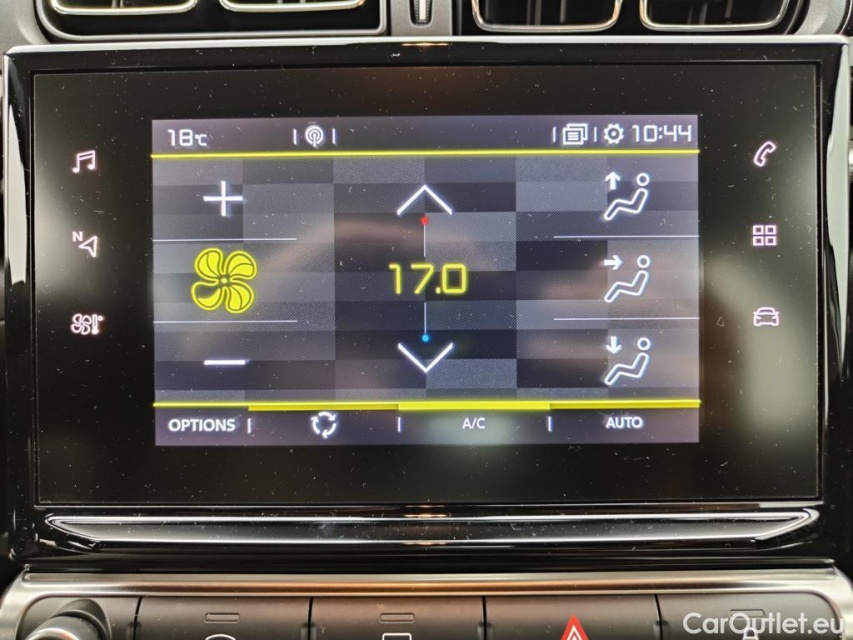 18°C
10:44
N
17.0
OPTIONS
A/C
AUTO
CarOutlet.eu